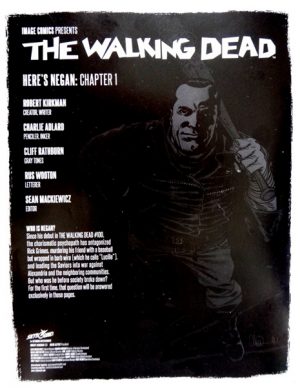 IMAGE COMICS PRESENTS
THE WALKING DEAD
HERE'S NEGAN: CHAPTER 1
ROBERT KIRKMAN
CREATOR, WRITER
CHARLIE ADLARD
PENCILER, INKER
CLIFF RATHBURN
GRAY TONES
RUS WOOTON
LETTERER
SEAN MACKIEWICZ
EDITOR
WHO IS NEGAN?
Since his debut in THE WALKING DEAD #100,
the charismatic psychopath has antagonized
Rick Grimes, murdering his friend with a baseball
bat wrapped in barb wire (which he calls "Lucille"),
and leading the Saviors into war against
Alexandria and the neighboring communities.
But who was he before society broke down?
For the first time, that question will be answered
exclusively in these pages.